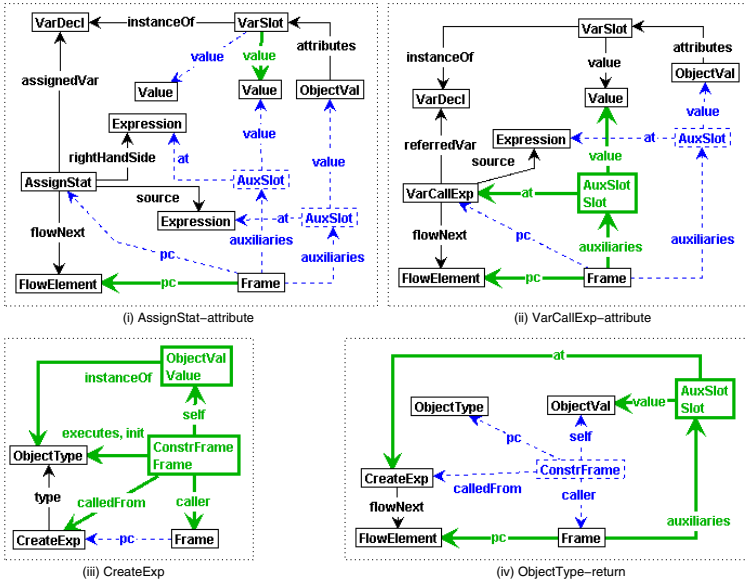 VarDecl
instanceOf
VarSlot
value
value
attributes
assignedVar
Value
Value
ObjectVal
Expression
rightHandSide
at
value
value
AssignStat
AuxSlot
source
Expression
at
AuxSlot
flowNext
pc
auxiliaries
auxiliaries
FlowElement
pc
Frame
(i) AssignStat-attribute
VarSlot
instanceOf
attributes
value
ObjectVal
VarDecl
Value
value
referredVar
Expression
at
AuxSlot
source
value
VarCallExp
at
AuxSlot
Slot
flowNext
pc
auxiliaries
auxiliaries
FlowElement
pc
Frame
(ii) VarCallExp-attribute
ObjectVal
Value
instanceOf
self
executes, init
ObjectType
ConstrFrame
Frame
type
calledFrom
caller
CreateExp
pc
Frame
(iii) CreateExp
at
AuxSlot
Slot
ObjectType
ObjectVal
value
pc
self
CreateExp
ConstrFrame
calledFrom
flowNext
caller
auxiliaries
FlowElement
pc
Frame
(iv) ObjectType-return